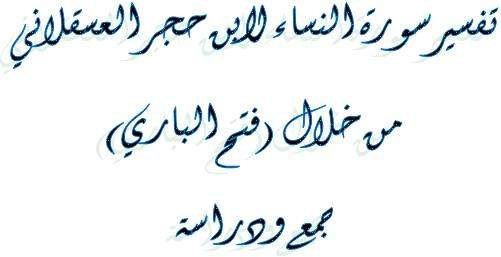 تفسير سورة النساء لابن حجر العسقلاني
من خلال (فتح الباري)
جمع ودراسة